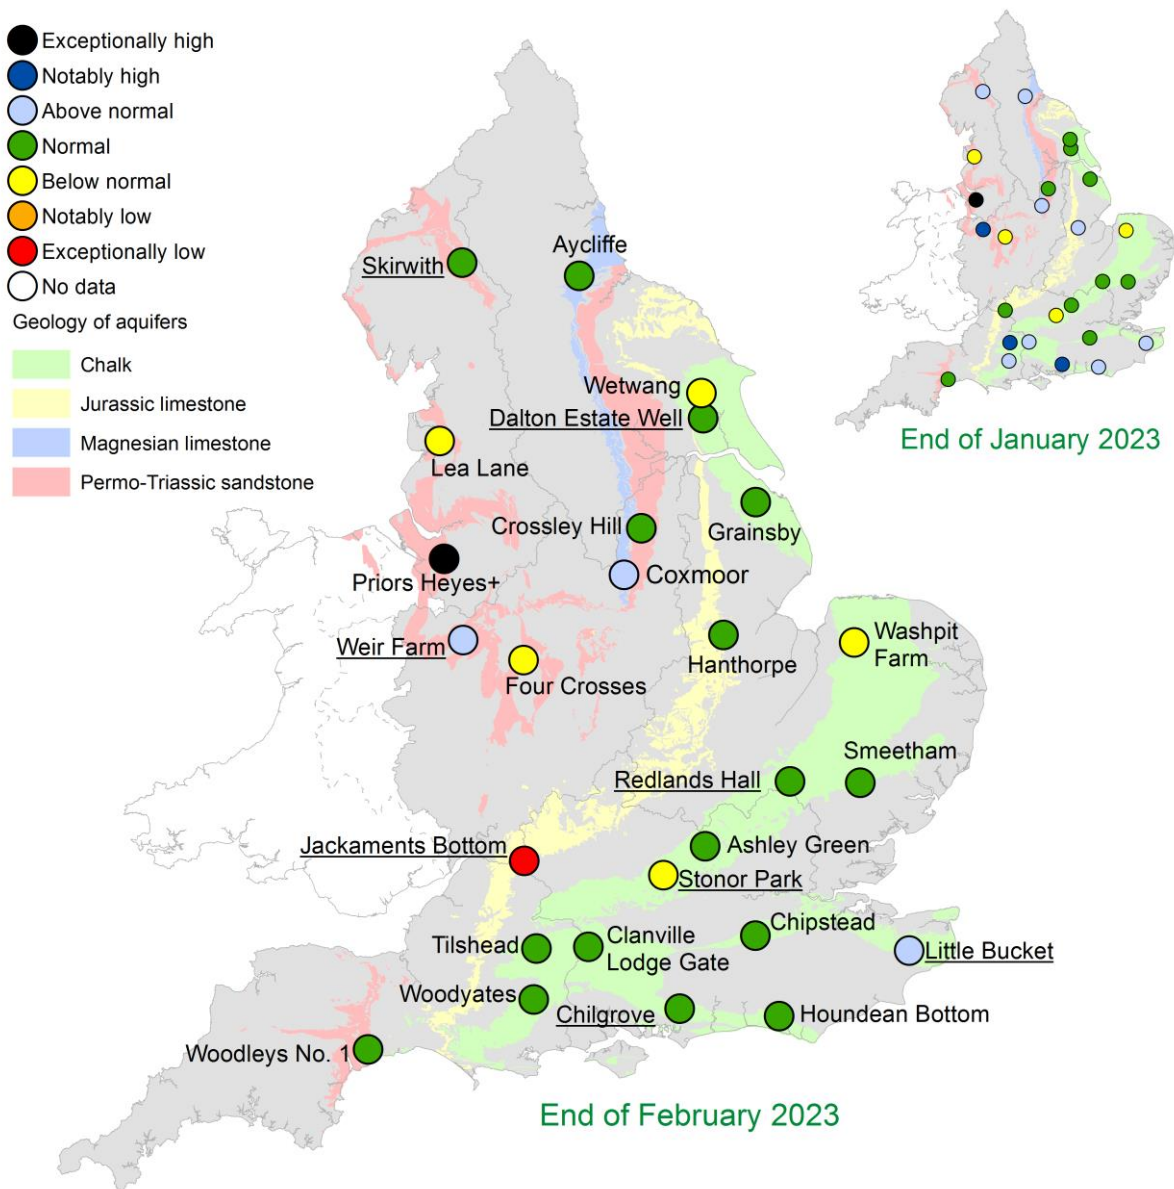 Exceptionally high
Notably high
Above normal
Normal
Below normal
Notably low
Exceptionally low
No data
Geology of aquifers
Chalk
Jurassic limestone
Magnesian limestone
Permo-Triassic sandstone
End of January 2023
Aycliffe
Skirwith
Wetwang
Dalton Estate Well
Lea Lane
Crossley Hill
Grainsby
Priors Heyes+
Coxmoor
Weir Farm
Hanthorpe
Washpit
Farm
Four Crosses
Smeetham
Redlands Hall
Jackaments Bottom
Ashley Green
Stonor Park
Chipstead
Tilshead
Clanville
Lodge Gate
Little Bucket
Woodyates
Chilgrove
Houndean Bottom
Woodleys No. 1
End of February 2023